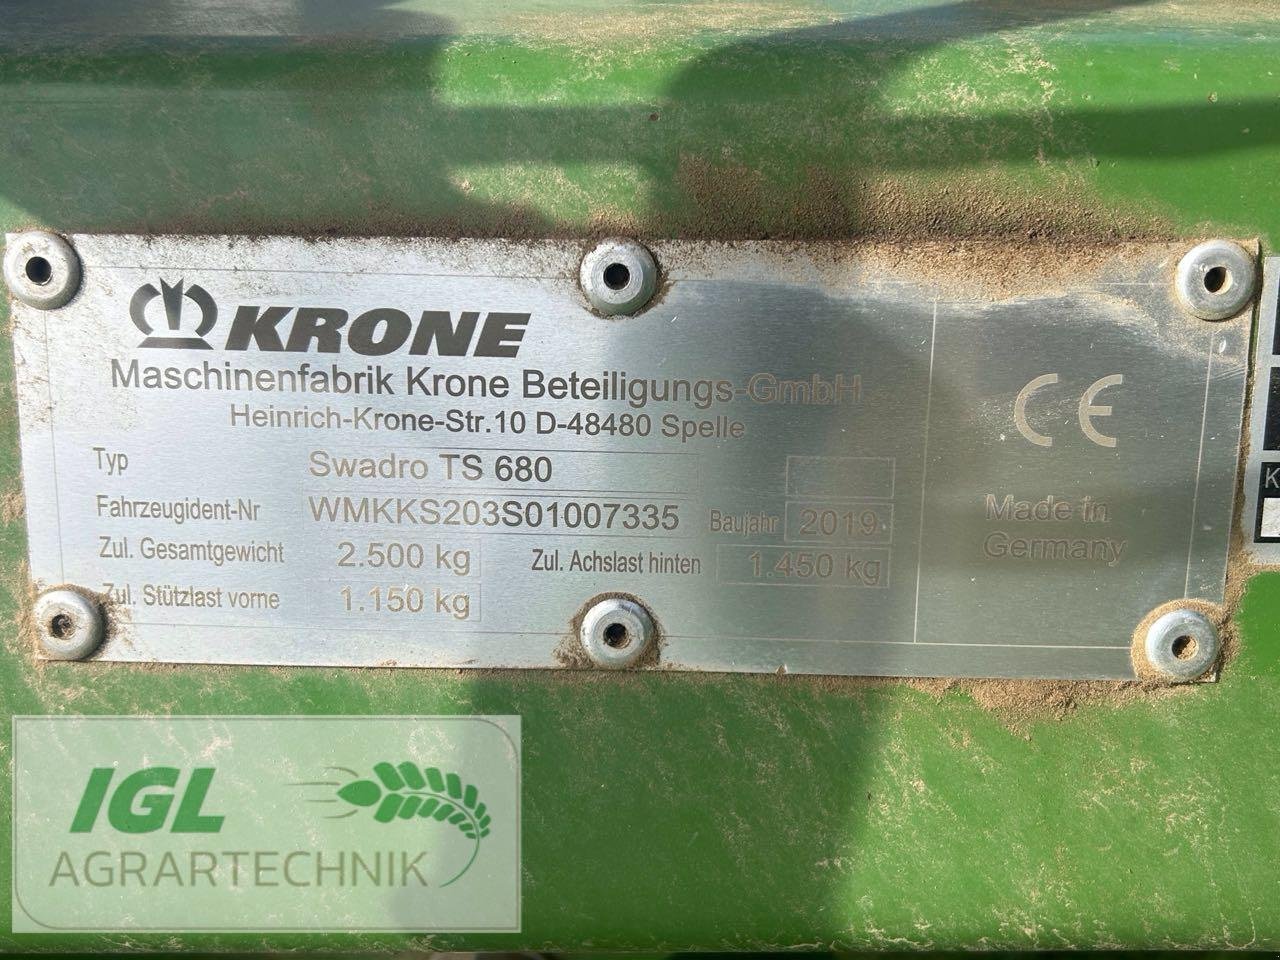 KRONE
Maschinenfabrik Krone Beteiligungs-GmbH
Heinrich-Krone-Str.10 D-48480 Spelle
Typ Swadro TS 680
Fahrzeugident-Nr WMKKS203S01007335 Baujahr 2019
Zul. Gesamtgewicht 2.500 kg Zul. Achslast hinten 1.450 kg
Zul. Stützlast vorne 1.150 kg
CE
Made in
Germany
K
IGL
AGRARTECHNIK